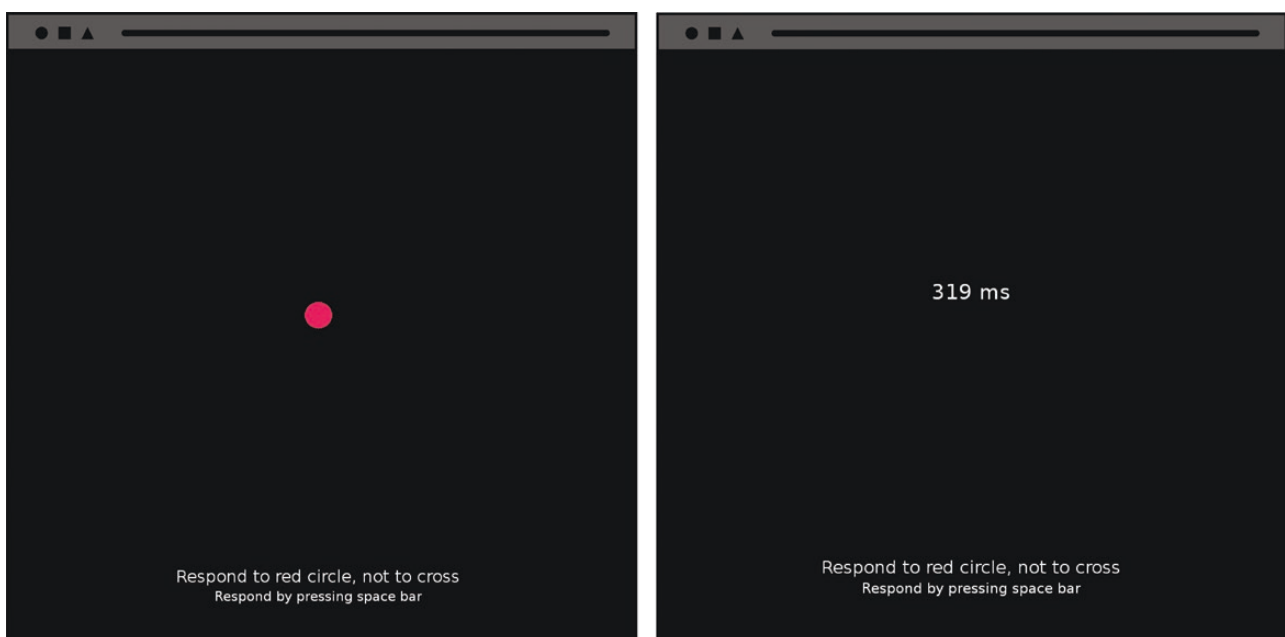 Respond to red circle, not to cross
Respond by pressing space bar
319 ms
Respond to red circle, not to cross
Respond by pressing space bar